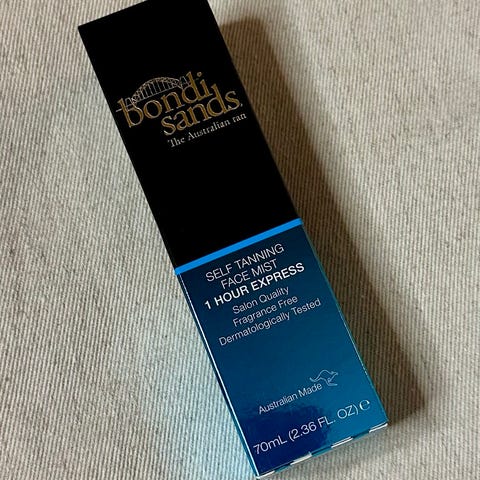 bondi
sands.
The Australian tan
SELF TANNING
FACE MIST
1 HOUR EXPRESS
Salon Quality
Fragrance Free
Dermatologically Tested
Australian Made
70mL (2.36 FL. OZ) ℮